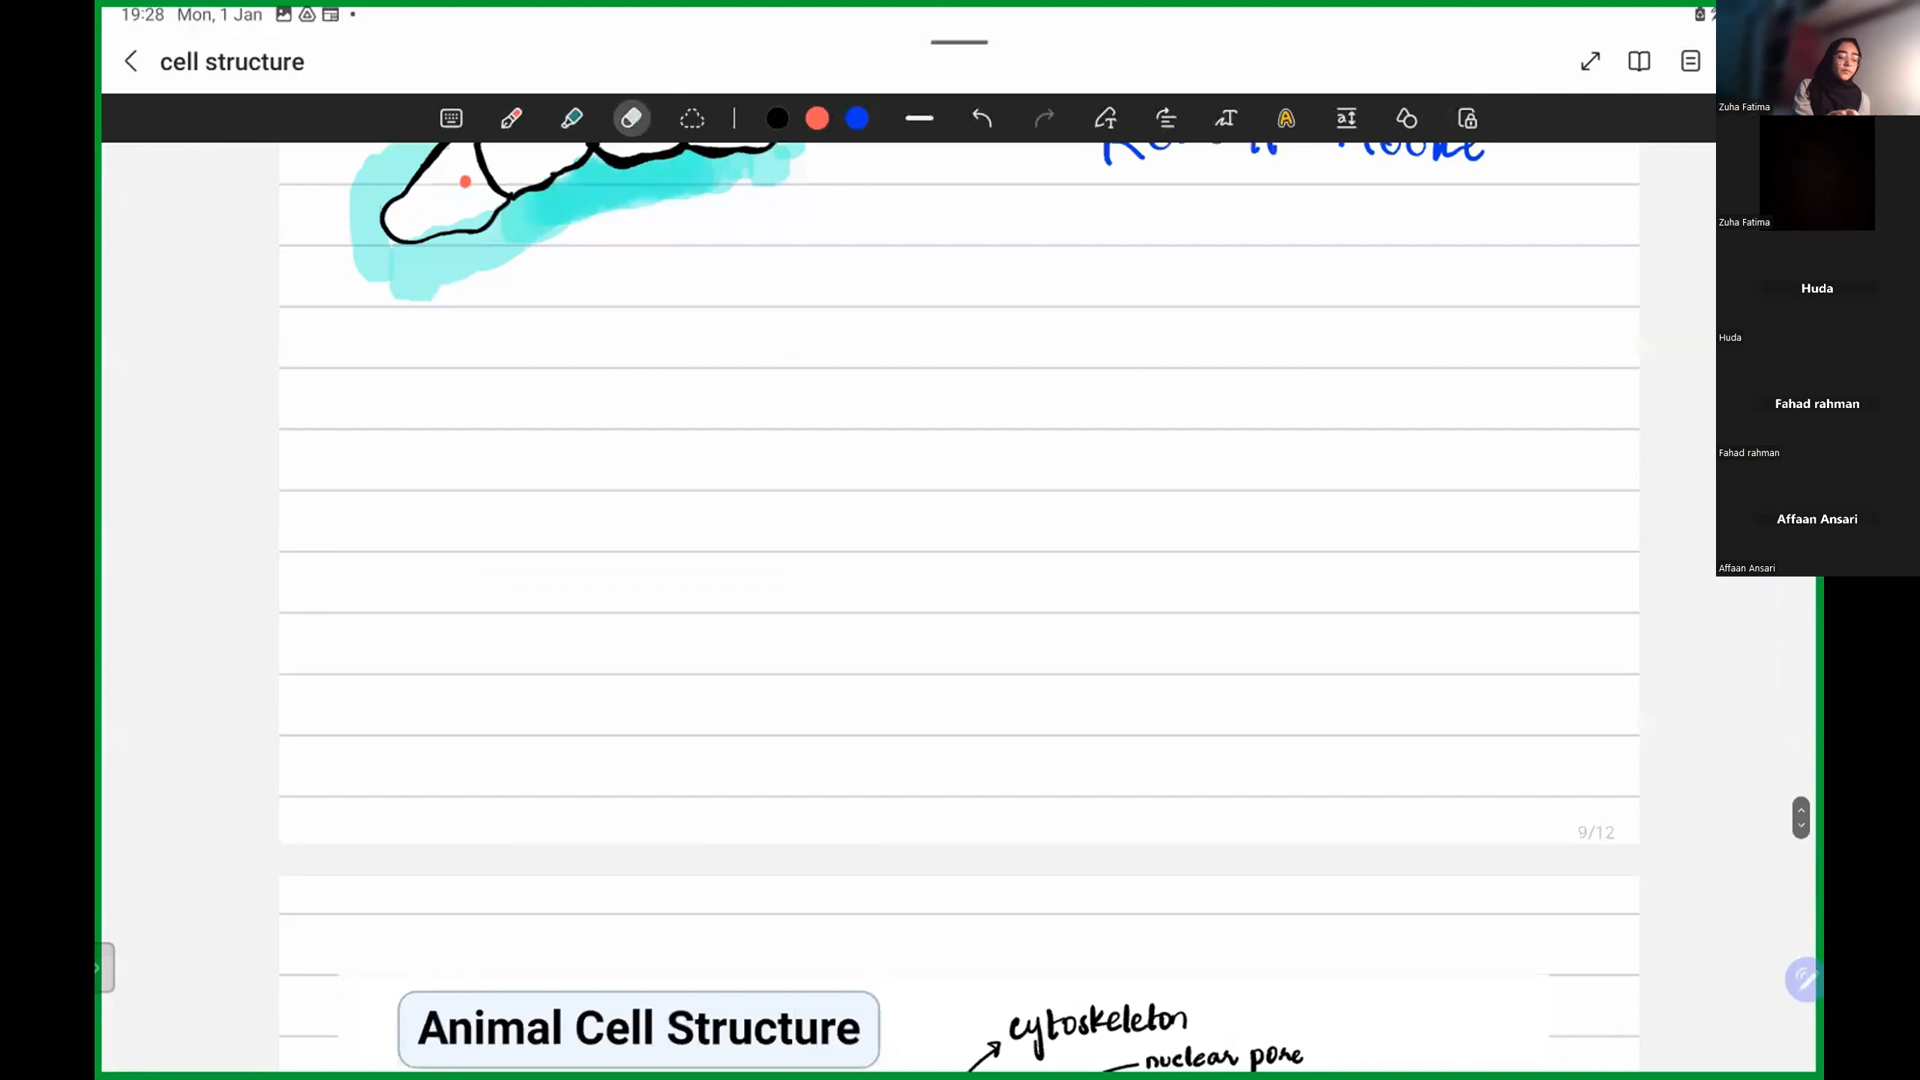 19:28 Mon, 1 Jan
cell structure
Zuha Fatima
Zuha Fatima
Huda
Huda
Fahad rahman
Fahad rahman
Affaan Ansari
Affaan Ansari
9/12
Animal Cell Structure
cytoskeleton
nuclear pore